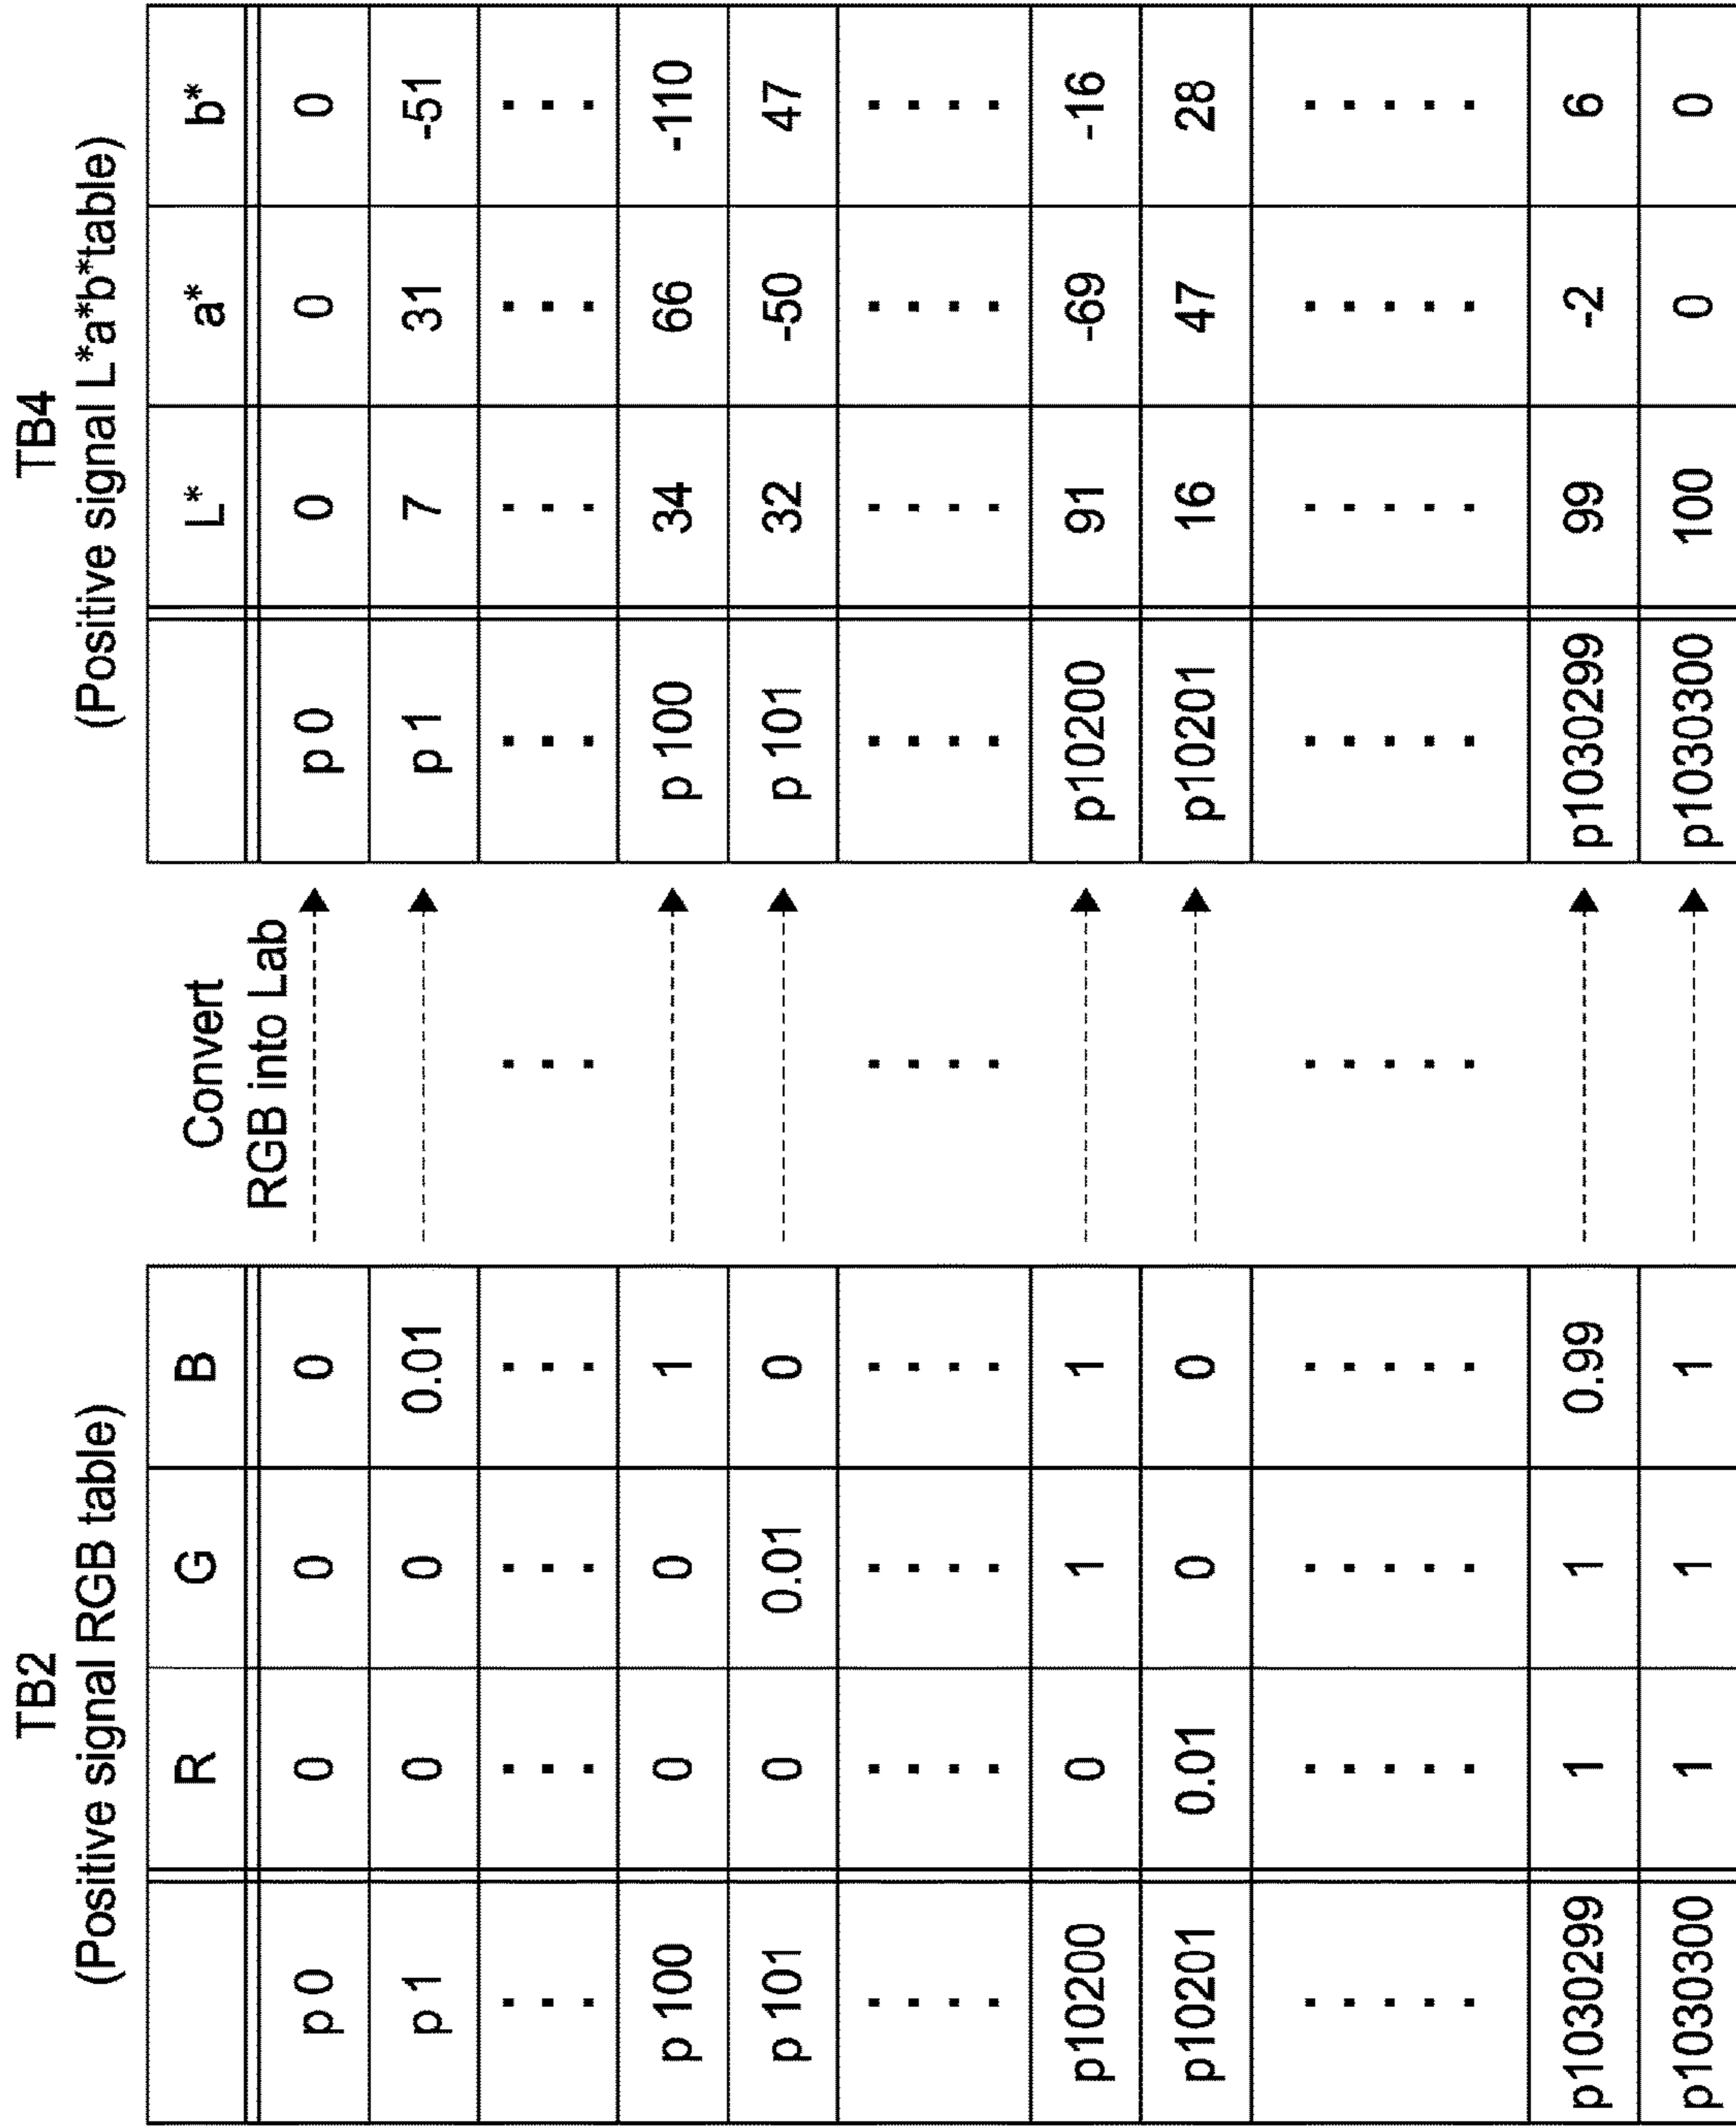 TB2
(Positive signal RGB table)
R G B
p 0 0 0 0
p 1 0 0 0.01
p 100 0 0 1
p 101 0 0.01 0
p10200 0 1 1
p10201 0.01 0 0
p1030299 1 1 0.99
p1030300 1 1 1
Convert
RGB into Lab
TB4
(Positive signal L*a*b*table)
L* a* b*
p 0 0 0 0
p 1 7 31 -51
p 100 34 66 -110
p 101 32 -50 47
p10200 91 -69 -16
p10201 16 47 28
p1030299 99 -2 6
p1030300 100 0 0